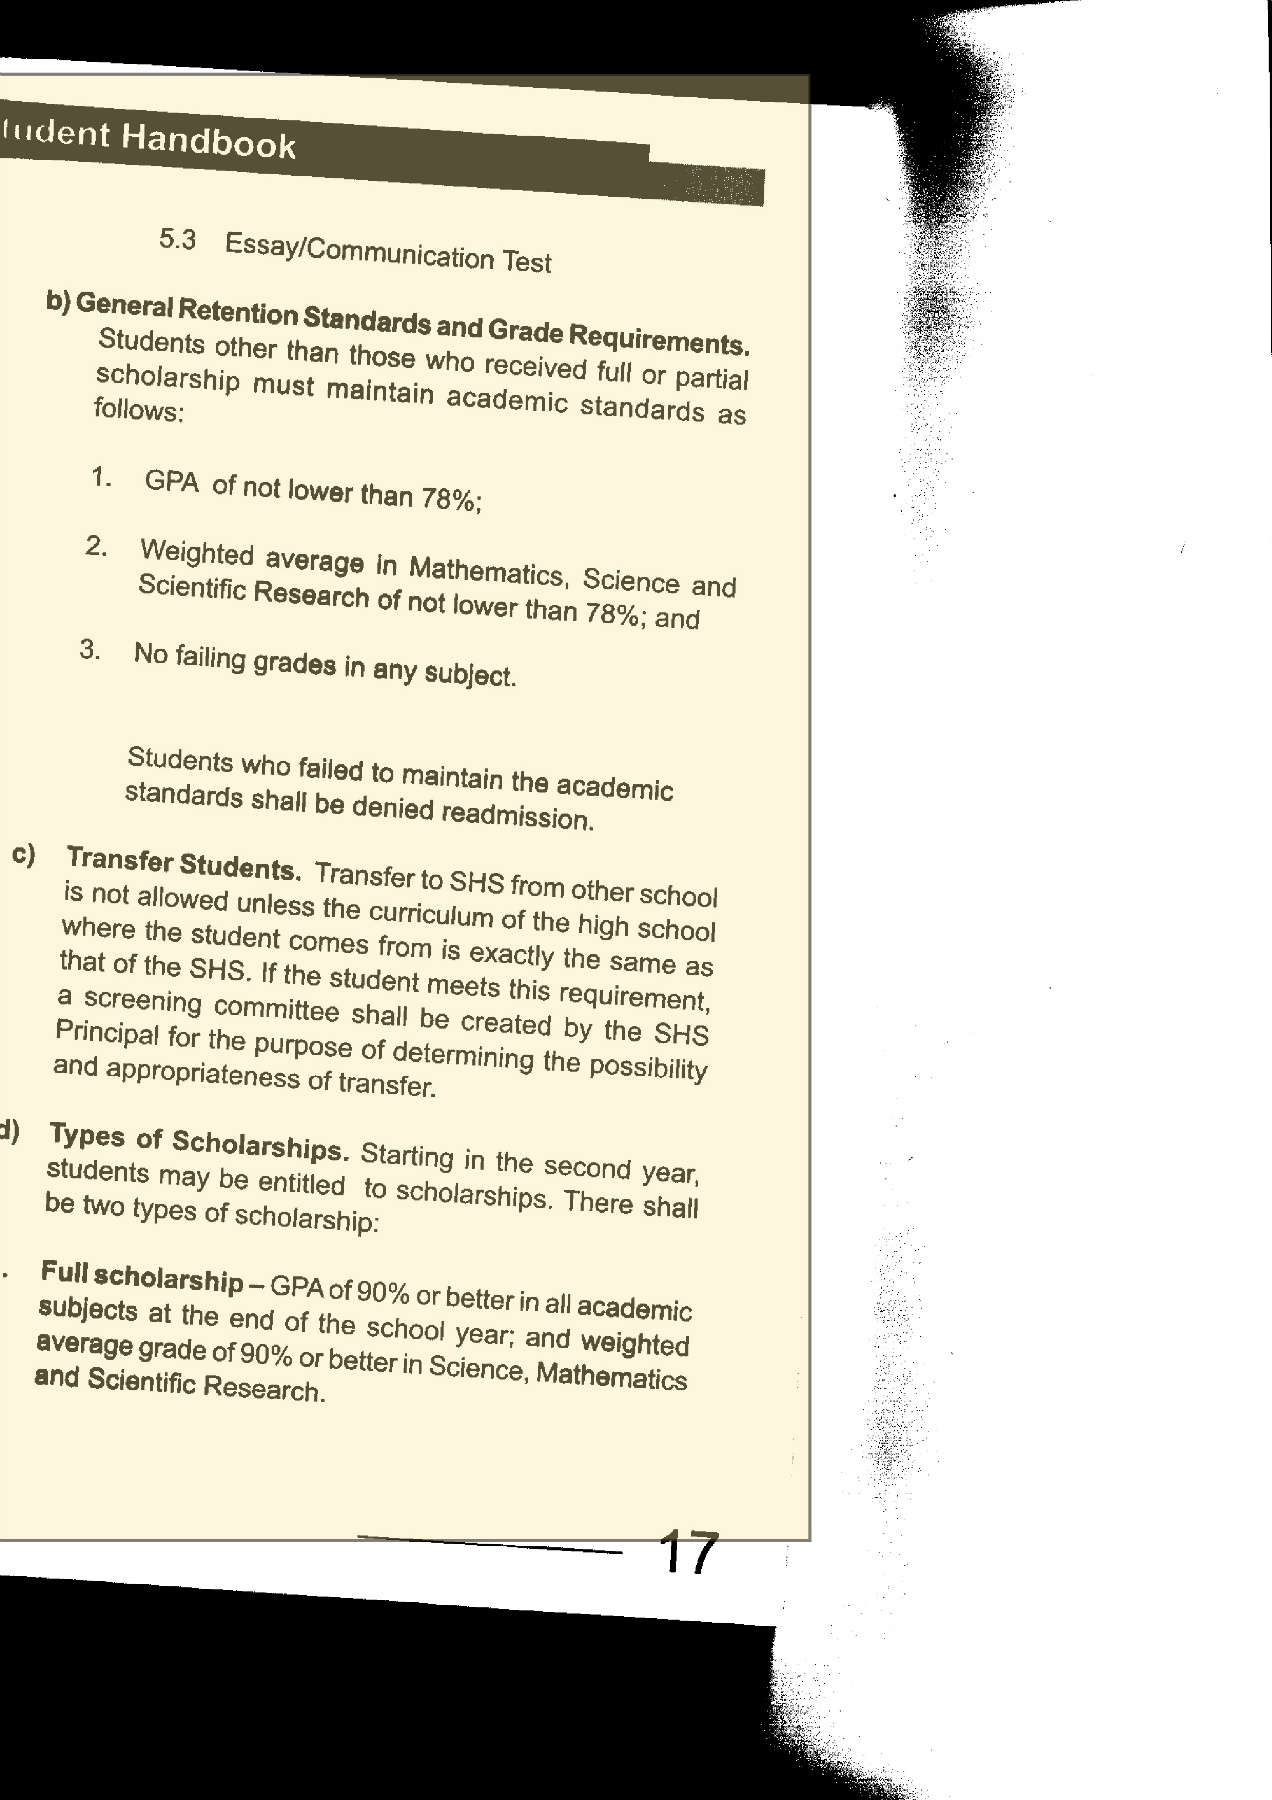 tudent Handbook
5.3 Essay/Communication Test
b) General Retention Standards and Grade Requirements.
Students other than those who received full or partial
scholarship must maintain academic standards as
follows:
1. GPA of not lower than 78%;
2. Weighted average in Mathematics, Science and
Scientific Research of not lower than 78%; and
3. No failing grades in any subject.
Students who failed to maintain the academic
standards shall be denied readmission.
c) Transfer Students. Transfer to SHS from other school
is not allowed unless the curriculum of the high school
where the student comes from is exactly the same as
that of the SHS. If the student meets this requirement,
a screening committee shall be created by the SHS
Principal for the purpose of determining the possibility
and appropriateness of transfer.
d) Types of Scholarships. Starting in the second year,
students may be entitled to scholarships. There shall
be two types of scholarship:
. Full scholarship – GPA of 90% or better in all academic
subjects at the end of the school year; and weighted
average grade of 90% or better in Science, Mathematics
and Scientific Research.
17